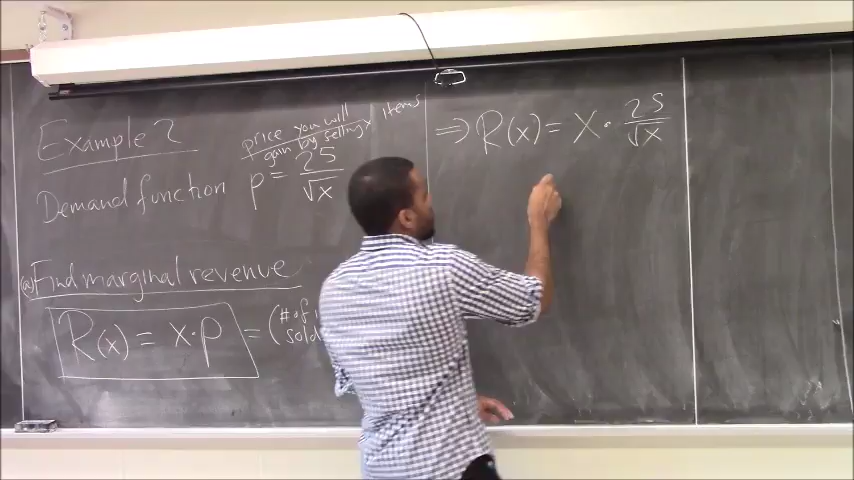 Example 2
price you will
gain by selling x items
Demand function p = 25/√x
(a) Find marginal revenue
R(x) = x·p = (# of
sold
⇒ R(x) = x · 25/√x